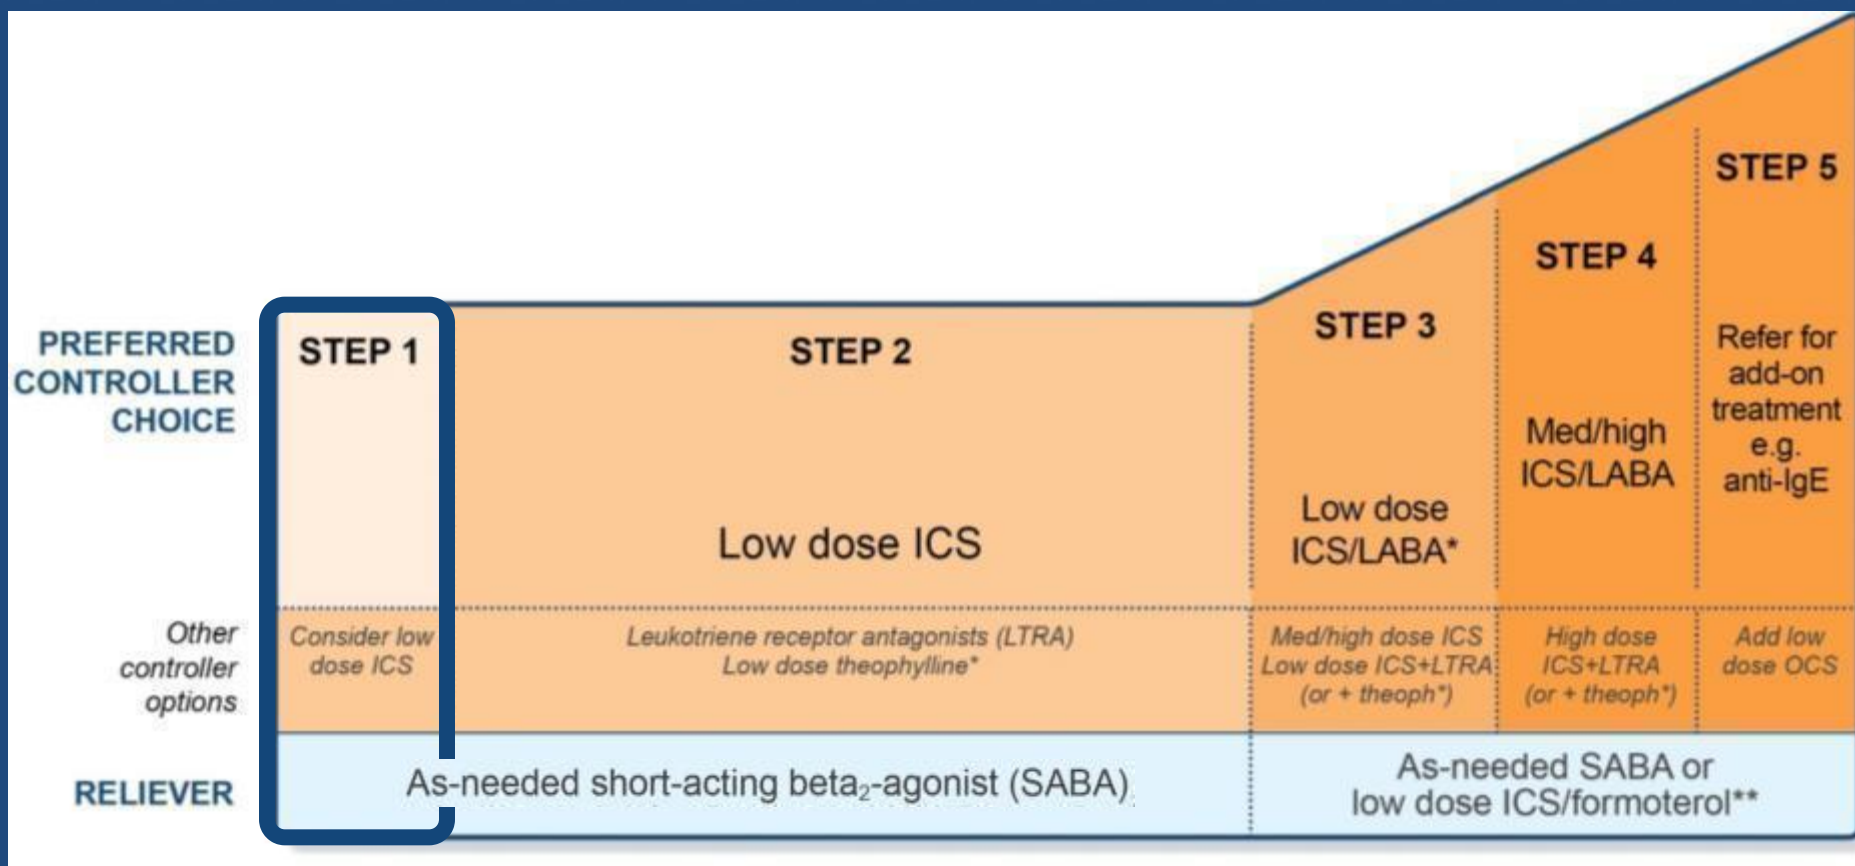 PREFERRED
CONTROLLER
CHOICE
STEP 1
STEP 2
Low dose ICS
STEP 3
Low dose
ICS/LABA*
STEP 4
Med/high
ICS/LABA
STEP 5
Refer for
add-on
treatment
e.g.
anti-IgE
Other
controller
options
Consider low
dose ICS
Leukotriene receptor antagonists (LTRA)
Low dose theophylline*
Med/high dose ICS
Low dose ICS+LTRA
(or + theoph*)
High dose
ICS+LTRA
(or + theoph*)
Add low
dose OCS
RELIEVER
As-needed short-acting beta₂-agonist (SABA)
As-needed SABA or
low dose ICS/formoterol**